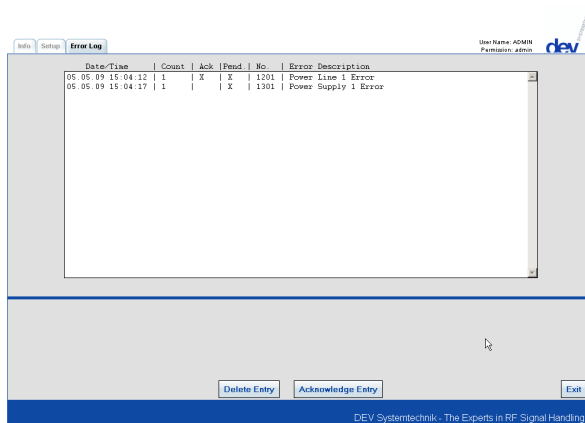 Info Setup Error Log
User Name: ADMIN
Permission: admin
dev
Date/Time | Count | Ack |Pend.| No. | Error Description
05.05.09 15:04:12 | 1 | X | X | 1201 | Power Line 1 Error
05.05.09 15:04:17 | 1 | | X | 1301 | Power Supply 1 Error
Delete Entry Acknowledge Entry Exit
DEV Systemtechnik - The Experts in RF Signal Handling